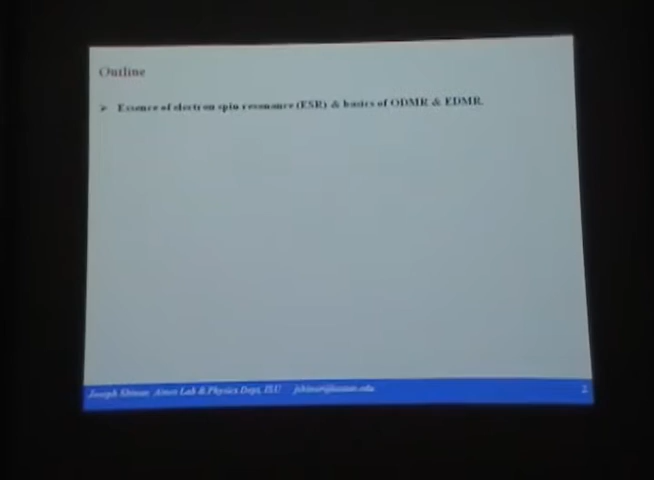 Outline
➢ Essence of electron spin resonance (ESR) & basics of ODMR & EDMR.
Joseph Shinar Ames Lab & Physics Dept, ISU
2